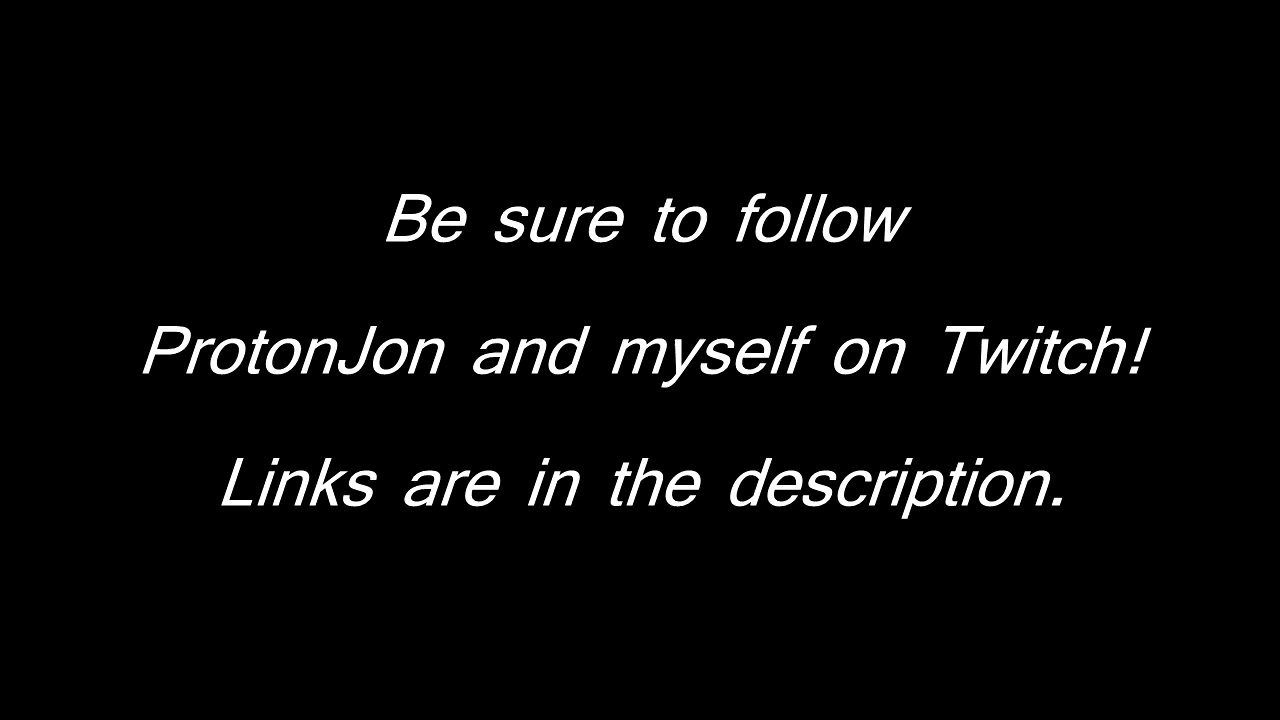 Be sure to follow
ProtonJon and myself on Twitch!
Links are in the description.